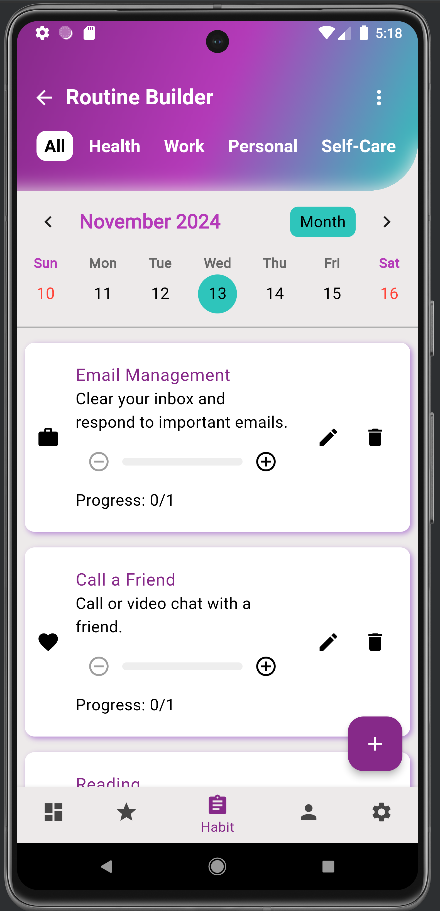 5:18
Routine Builder
All Health Work Personal Self-Care
November 2024 Month
Sun Mon Tue Wed Thu Fri Sat
10 11 12 13 14 15 16
Email Management
Clear your inbox and
respond to important emails.
Progress: 0/1
Call a Friend
Call or video chat with a
friend.
Progress: 0/1
Reading
Habit